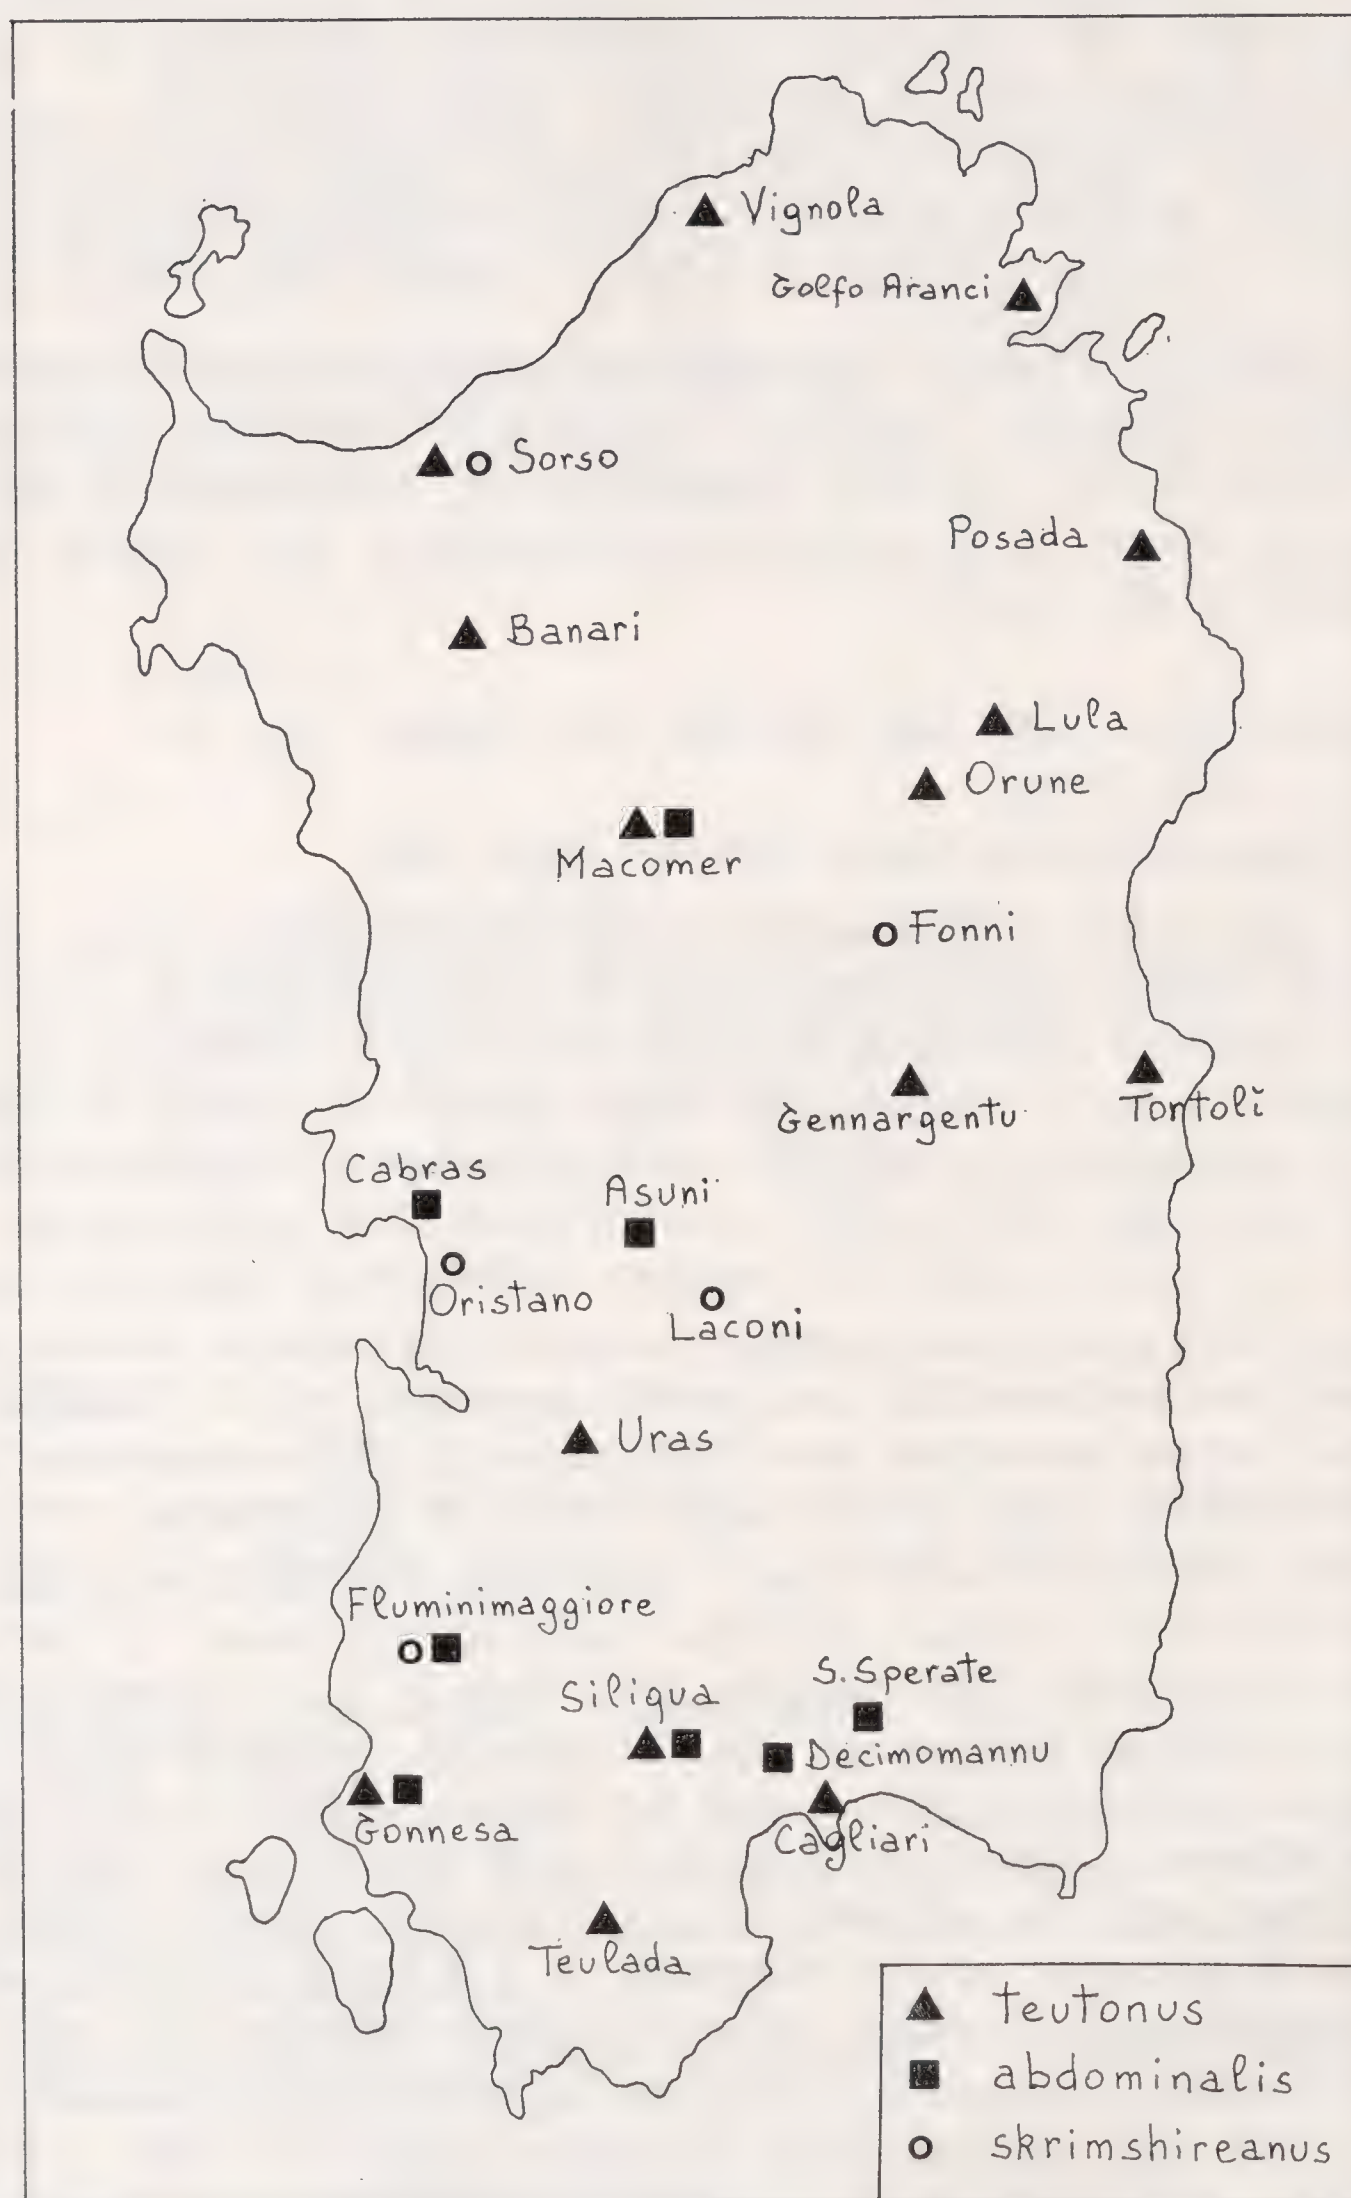 Vignola
Golfo Aranci
Sorso
Posada
Banari
Lula
Orune
Macomer
Fonni
Gennargentu
Tortolĭ
Cabras
Asuni
Oristano
Laconi
Uras
Fluminimaggiore
S.Sperate
Siliqua
Decimomannu
Gonnesa
Cagliari
Teulada
teutonus
abdominalis
skrimshireanus